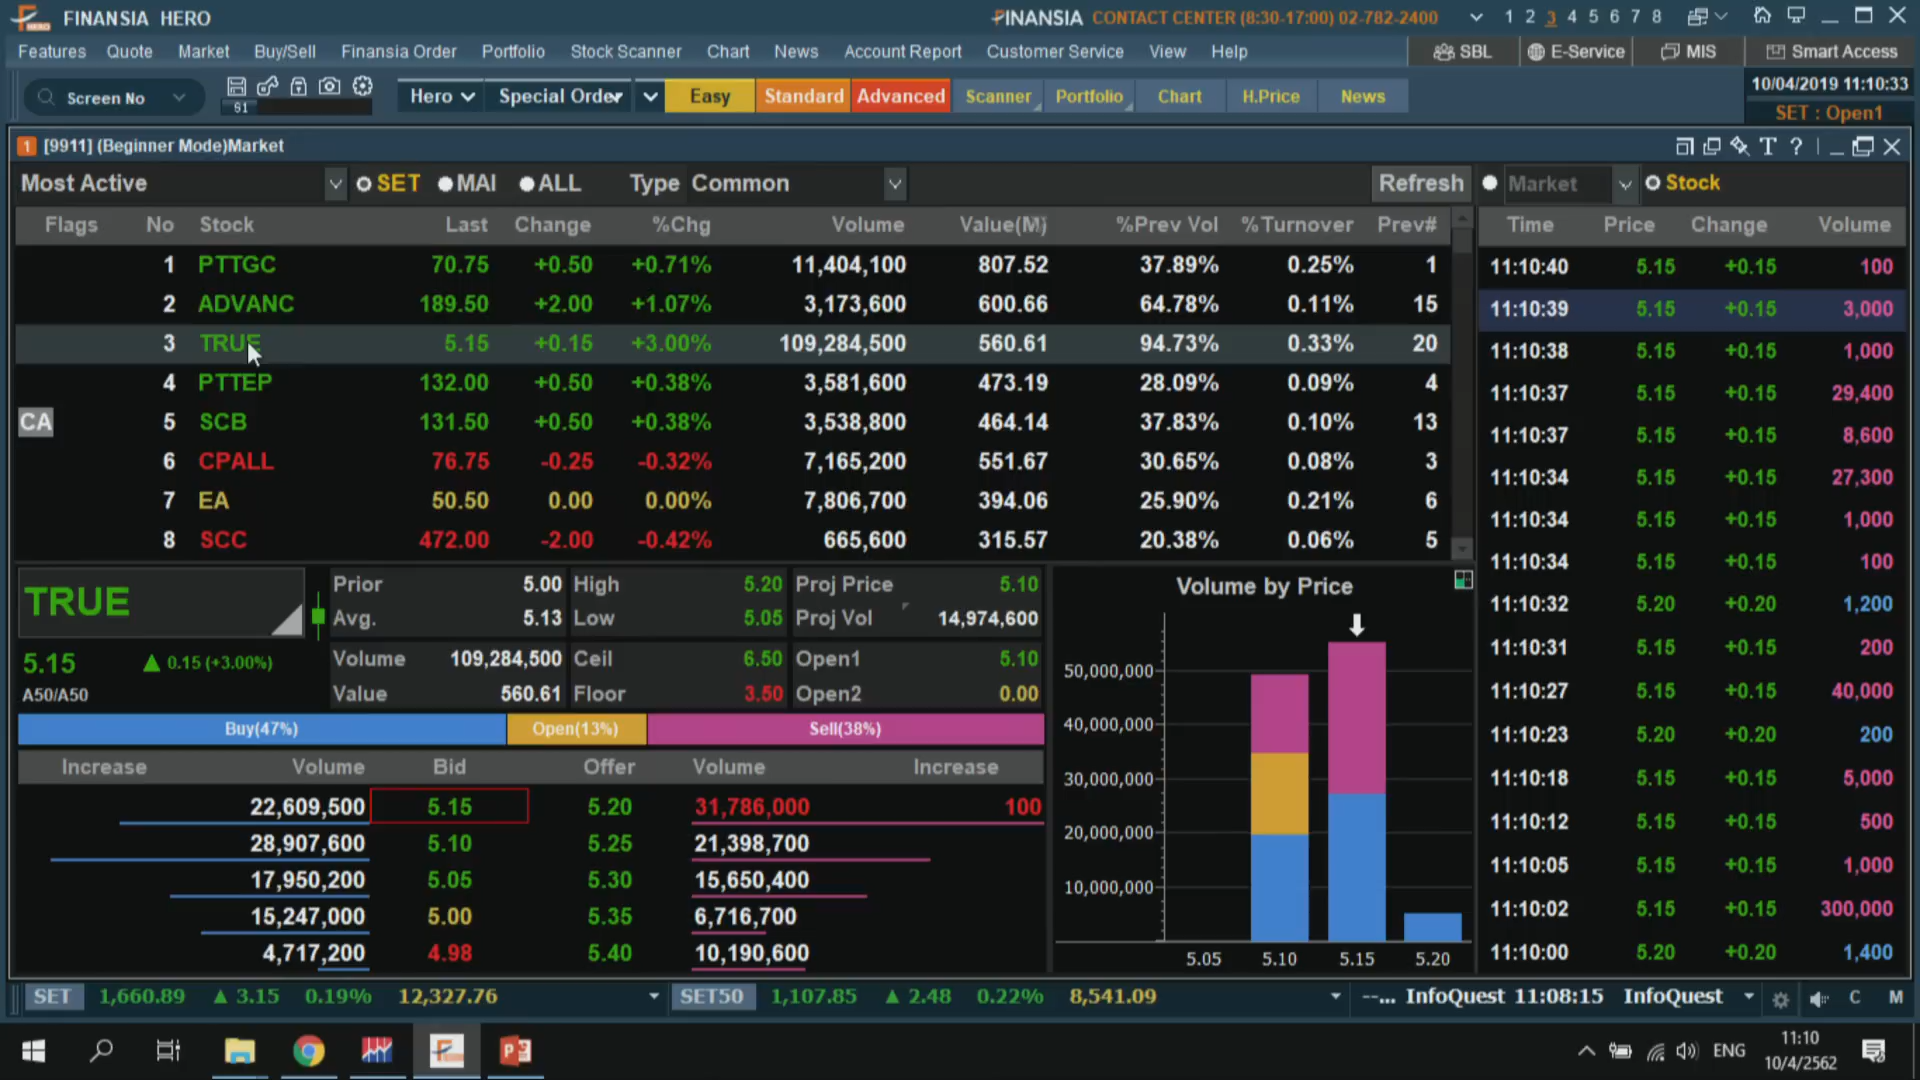 FINANSIA HERO
FINANSIA CONTACT CENTER (8:30-17:00) 02-782-2400 1 2 3 4 5 6 7 8
Features Quote Market Buy/Sell Finansia Order Portfolio Stock Scanner Chart News Account Report Customer Service View Help SBL E-Service MIS Smart Access
Screen No S1 Hero Special Order Easy Standard Advanced Scanner Portfolio Chart H.Price News 10/04/2019 11:10:33
SET : Open1
1 [9911] (Beginner Mode)Market T ?
Most Active SET MAI ALL Type Common Refresh Market Stock
Flags No Stock Last Change %Chg Volume Value(M) %Prev Vol %Turnover Prev# Time Price Change Volume
1 PTTGC 70.75 +0.50 +0.71% 11,404,100 807.52 37.89% 0.25% 1 11:10:40 5.15 +0.15 100
2 ADVANC 189.50 +2.00 +1.07% 3,173,600 600.66 64.78% 0.11% 15 11:10:39 5.15 +0.15 3,000
3 TRUE 5.15 +0.15 +3.00% 109,284,500 560.61 94.73% 0.33% 20 11:10:38 5.15 +0.15 1,000
4 PTTEP 132.00 +0.50 +0.38% 3,581,600 473.19 28.09% 0.09% 4 11:10:37 5.15 +0.15 29,400
CA 5 SCB 131.50 +0.50 +0.38% 3,538,800 464.14 37.83% 0.10% 13 11:10:37 5.15 +0.15 8,600
6 CPALL 76.75 -0.25 -0.32% 7,165,200 551.67 30.65% 0.08% 3 11:10:34 5.15 +0.15 27,300
7 EA 50.50 0.00 0.00% 7,806,700 394.06 25.90% 0.21% 6 11:10:34 5.15 +0.15 1,000
8 SCC 472.00 -2.00 -0.42% 665,600 315.57 20.38% 0.06% 5 11:10:34 5.15 +0.15 100
TRUE Prior 5.00 High 5.20 Proj Price 5.10 Volume by Price 11:10:32 5.20 +0.20 1,200
Avg. 5.13 Low 5.05 Proj Vol 14,974,600 11:10:31 5.15 +0.15 200
5.15 ▲ 0.15 (+3.00%) Volume 109,284,500 Ceil 6.50 Open1 5.10 50,000,000 11:10:27 5.15 +0.15 40,000
A50/A50 Value 560.61 Floor 3.50 Open2 0.00
Buy(47%) Open(13%) Sell(38%) 40,000,000 11:10:23 5.20 +0.20 200
Increase Volume Bid Offer Volume Increase 30,000,000 11:10:18 5.15 +0.15 5,000
22,609,500 5.15 5.20 31,786,000 100 11:10:12 5.15 +0.15 500
28,907,600 5.10 5.25 21,398,700 20,000,000 11:10:05 5.15 +0.15 1,000
17,950,200 5.05 5.30 15,650,400 10,000,000
15,247,000 5.00 5.35 6,716,700 11:10:02 5.15 +0.15 300,000
4,717,200 4.98 5.40 10,190,600 5.05 5.10 5.15 5.20 11:10:00 5.20 +0.20 1,400
SET 1,660.89 ▲ 3.15 0.19% 12,327.76 SET50 1,107.85 ▲ 2.48 0.22% 8,541.09 --... InfoQuest 11:08:15 InfoQuest C M
ENG 11:10
10/4/2562